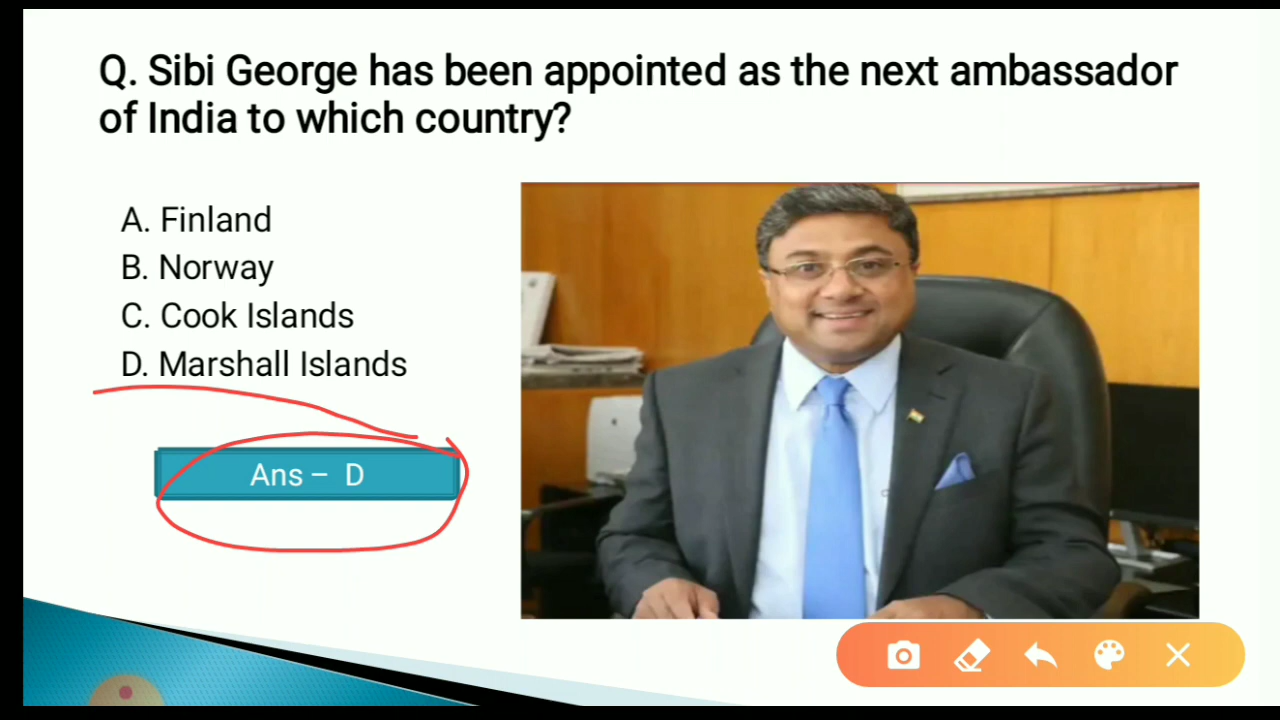 Q. Sibi George has been appointed as the next ambassador
of India to which country?
A. Finland
B. Norway
C. Cook Islands
D. Marshall Islands
Ans – D